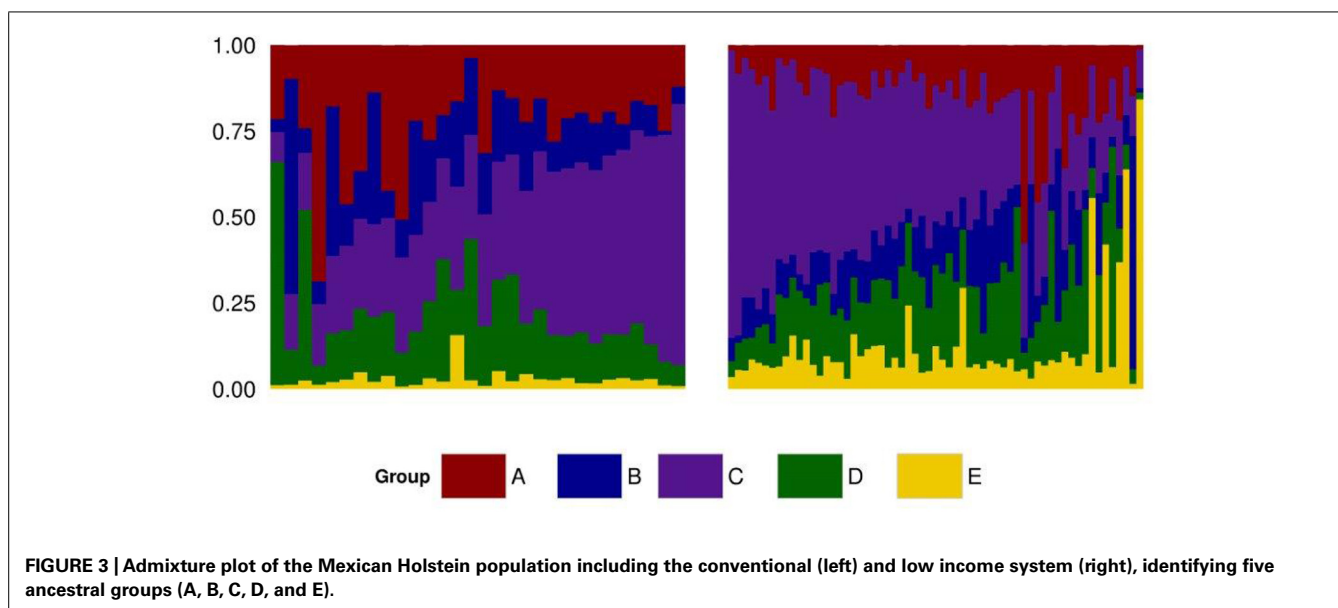 1.00
0.75
0.50
0.25
0.00
Group A B C D E
FIGURE 3 | Admixture plot of the Mexican Holstein population including the conventional (left) and low income system (right), identifying five
ancestral groups (A, B, C, D, and E).